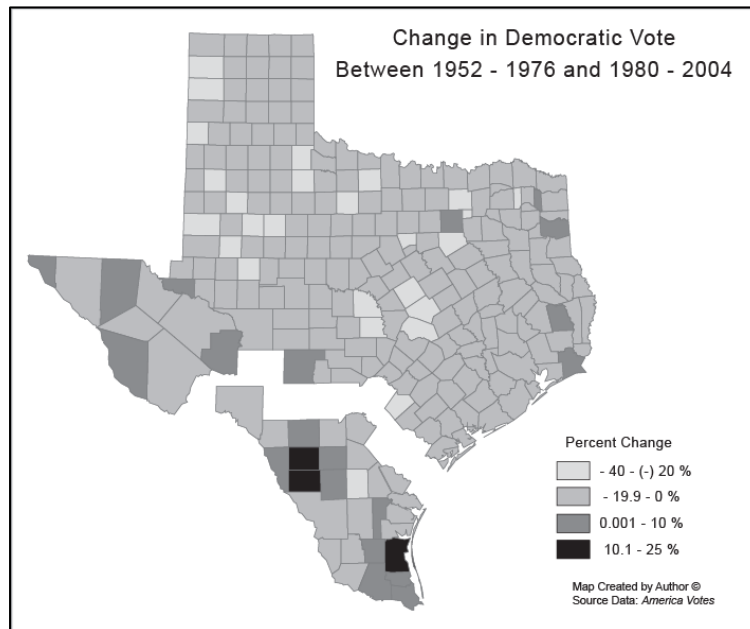 Change in Democratic Vote
Between 1952 - 1976 and 1980 - 2004
Percent Change
- 40 - (-) 20 %
- 19.9 - 0 %
0.001 - 10 %
10.1 - 25 %
Map Created by Author ©
Source Data: America Votes